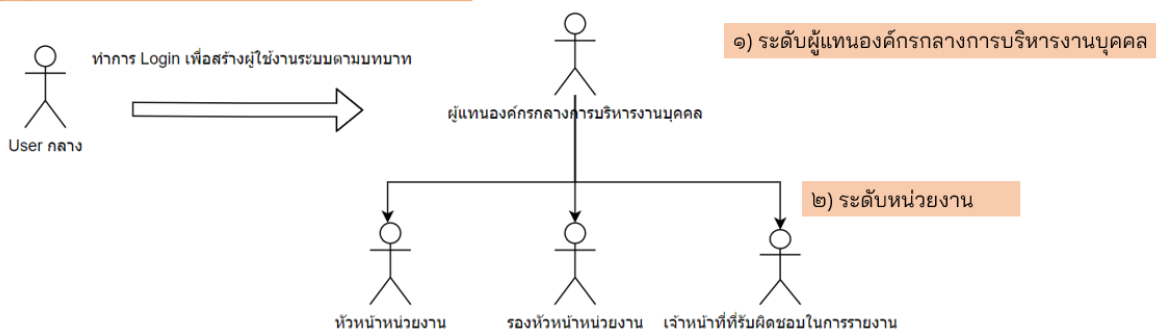 ทำการ Login เพื่อสร้างผู้ใช้งานระบบตามบทบาท
๑) ระดับผู้แทนองค์กรกลางการบริหารงานบุคคล
User กลาง
ผู้แทนองค์กรกลางการบริหารงานบุคคล
๒) ระดับหน่วยงาน
หัวหน้าหน่วยงาน
รองหัวหน้าหน่วยงาน
เจ้าหน้าที่ที่รับผิดชอบในการรายงาน